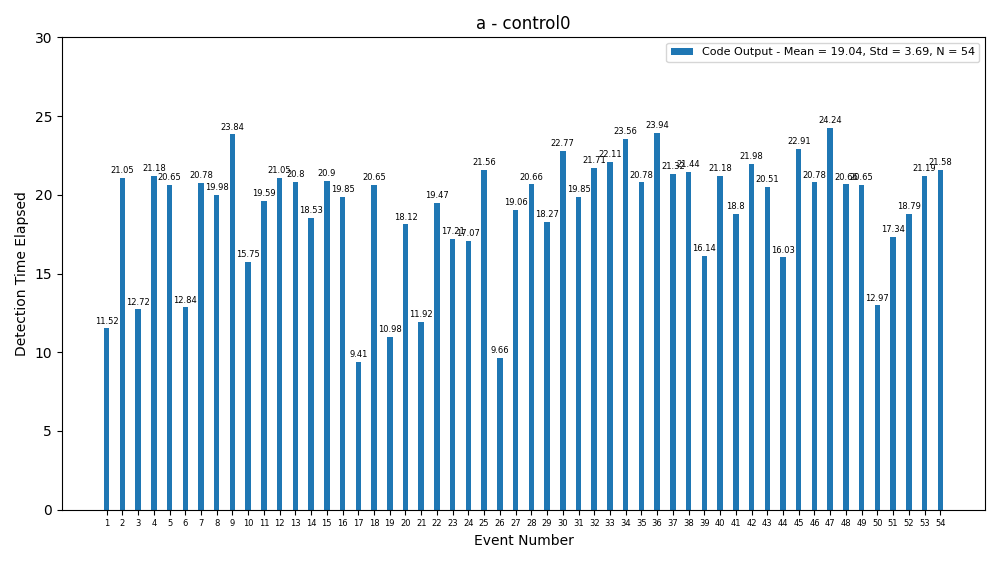 a - control0
Code Output - Mean = 19.04, Std = 3.69, N = 54
Detection Time Elapsed
30
25
20
15
10
5
0
11.52 21.05 12.72 21.18 20.65 12.84 20.78 19.98 23.84 15.75 19.59 21.05 20.8 18.53 20.9 19.85 9.41 20.65 10.98 18.12 11.92 19.47 17.21 17.07 21.56 9.66 19.06 20.66 18.27 22.77 19.85 21.71 22.11 23.56 20.78 23.94 21.32 21.44 16.14 21.18 18.8 21.98 20.51 16.03 22.91 20.78 24.24 20.65 12.97 17.34 18.79 21.19 21.58
1 2 3 4 5 6 7 8 9 10 11 12 13 14 15 16 17 18 19 20 21 22 23 24 25 26 27 28 29 30 31 32 33 34 35 36 37 38 39 40 41 42 43 44 45 46 47 48 49 50 51 52 53 54
Event Number